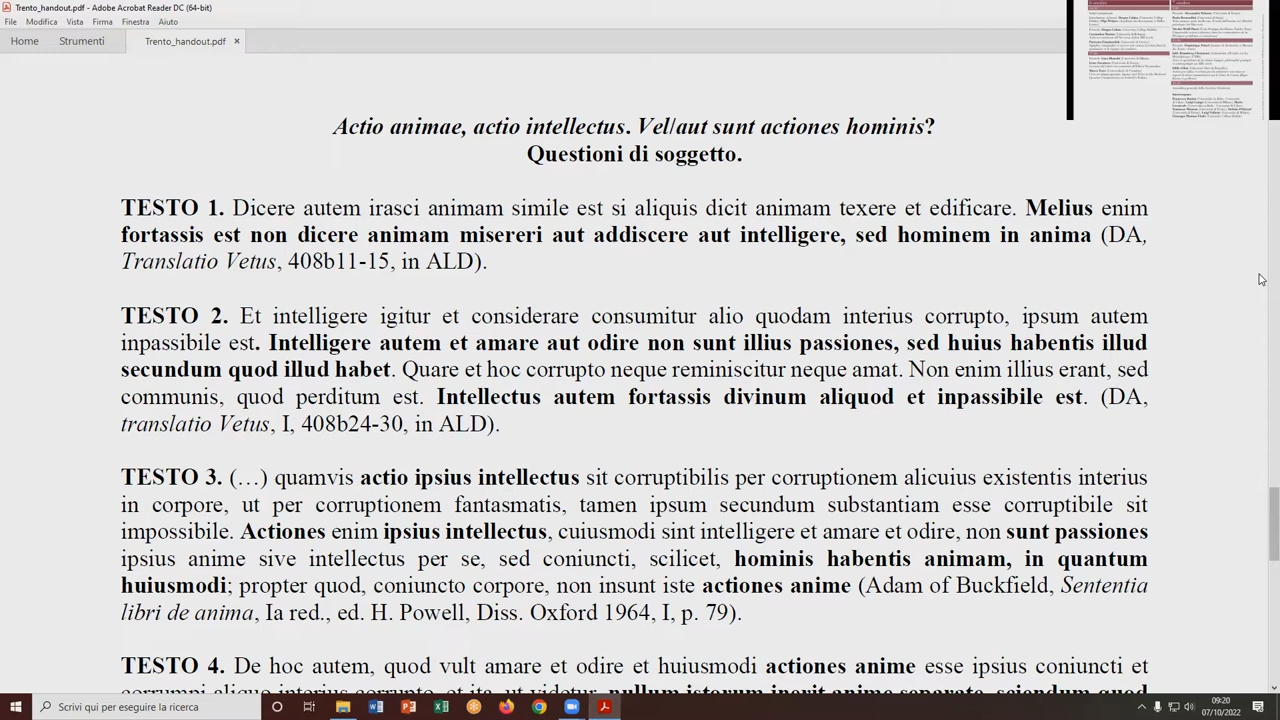 Trento_handout.pdf - Adobe Acrobat Reader DC (64-bit)
File Modifica Vista Firma Finestra Aiuto
Actio animae, actio intellectus. Vel/aut sunt actiones hominis?
Questioni di soggetto.
TESTO 1. Dicere autem irasci animam simile est si aliquis dicit animam texere et edificare. Melius enim
fortassis est non dicere animam misereri aut addiscere aut intelligere, sed hominem in anima (DA,
Translatio Vetus, 408b11-15, in ALD).
TESTO 2. Et intelligere igitur et considerare consumitur alio quodam interius corrupto, ipsum autem
inpassibile est. Intelligere autem et amare aut odire non sunt illius passiones, sed huius habentis illud
secundum quod illud habet. Quare et hoc corrupto neque reminiscitur neque amat. Non enim illius erant, sed
communis, quod perditum est. Intellectus autem fortassis divinum aliquod et inpassibile est. (DA,
translatio Vetus, I, 408b24-30, in ALD).
TESTO 3. (…) quamvis actio ipsius intellectus sit corruptibilis per corruptionem alicuius existentis interius
in corpore, ut per corruptionem fantasmatis, tamen ipsum secundum substantiam esse corruptibile sit
impossibile. Actiones enim ipsius intellectus, cuiusmodi sint intelligere et amare et odire, non sunt passiones
ipsius anime sive intellectus per se, sed coniuncti, scilicet, hominis habentis animam, in quantum
huiusmodi; propter quod, coniuncto corpore, non insunt iste actiones anime (Adam of Buckfield, Sententia
libri de anima, Ia red., ed. H. Powell, Diss. Oxford 1964, I, p. 79).
TESTO 4. De hoc autem, quod vult amare et odire et huiusmodi actiones anime esse ipsius coniuncti et
Scrivi qui per eseguire la ricerca
09:20
07/10/2022